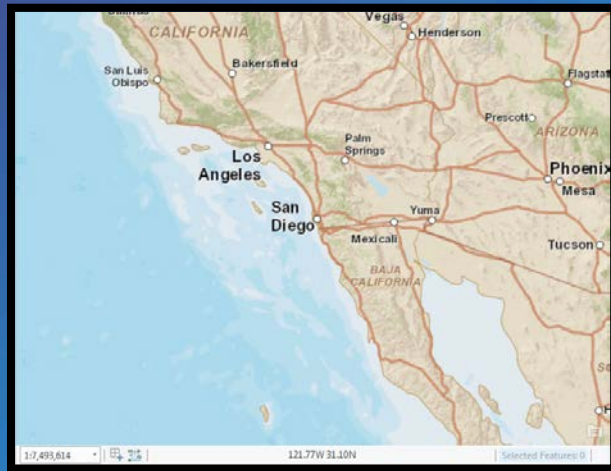 Vegas
CALIFORNIA
Henderson
San Luis
Obispo
Bakersfield
Flagstaf
Prescott
ARIZONA
Palm
Springs
Los
Angeles
Phoenix
Mesa
San
Diego
Yuma
Mexicali
Tucson
BAJA
CALIFORNIA
1:7,493,614
121.77W 31.10N
Selected Features: 0